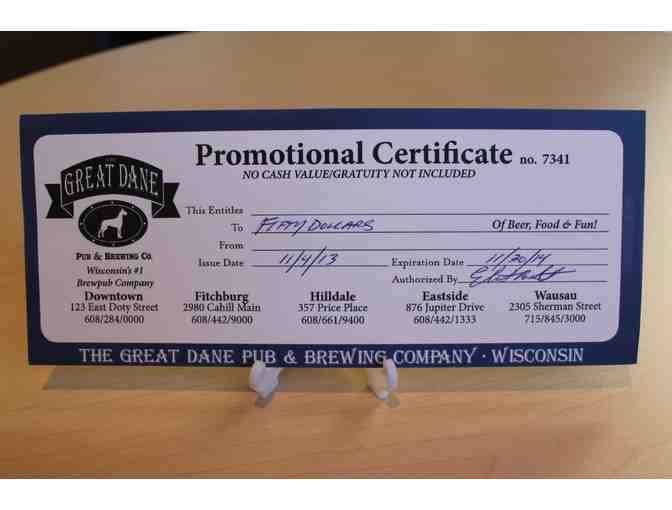 THE
GREAT DANE
PUB & BREWING CO.
Wisconsin's #1
Brewpub Company
Promotional Certificate no. 7341
NO CASH VALUE/GRATUITY NOT INCLUDED
This Entitles
To FIFTY DOLLARS Of Beer, Food & Fun!
From
Issue Date 11/4/13 Expiration Date 11/20/14
Authorized By
Downtown
123 East Doty Street
608/284/0000
Fitchburg
2980 Cahill Main
608/442/9000
Hilldale
357 Price Place
608/661/9400
Eastside
876 Jupiter Drive
608/442/1333
Wausau
2305 Sherman Street
715/845/3000
THE GREAT DANE PUB & BREWING COMPANY · WISCONSIN